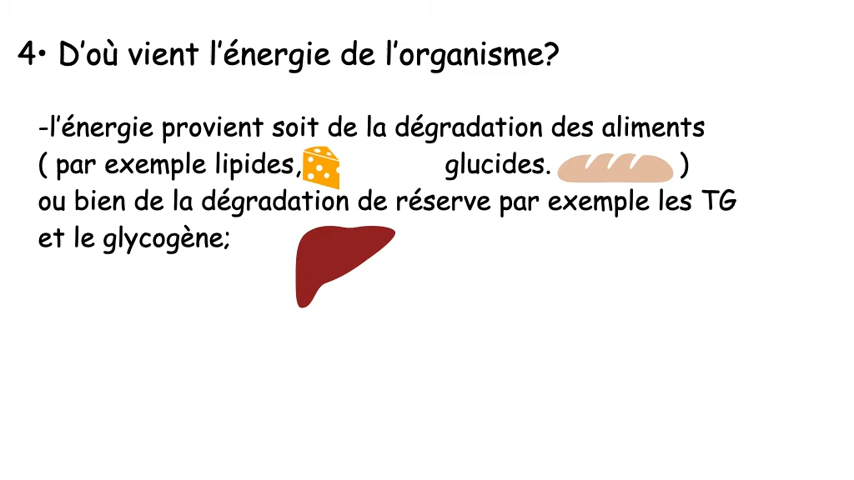 4• D'où vient l'énergie de l'organisme?
-l'énergie provient soit de la dégradation des aliments
( par exemple lipides, glucides. )
ou bien de la dégradation de réserve par exemple les TG
et le glycogène;